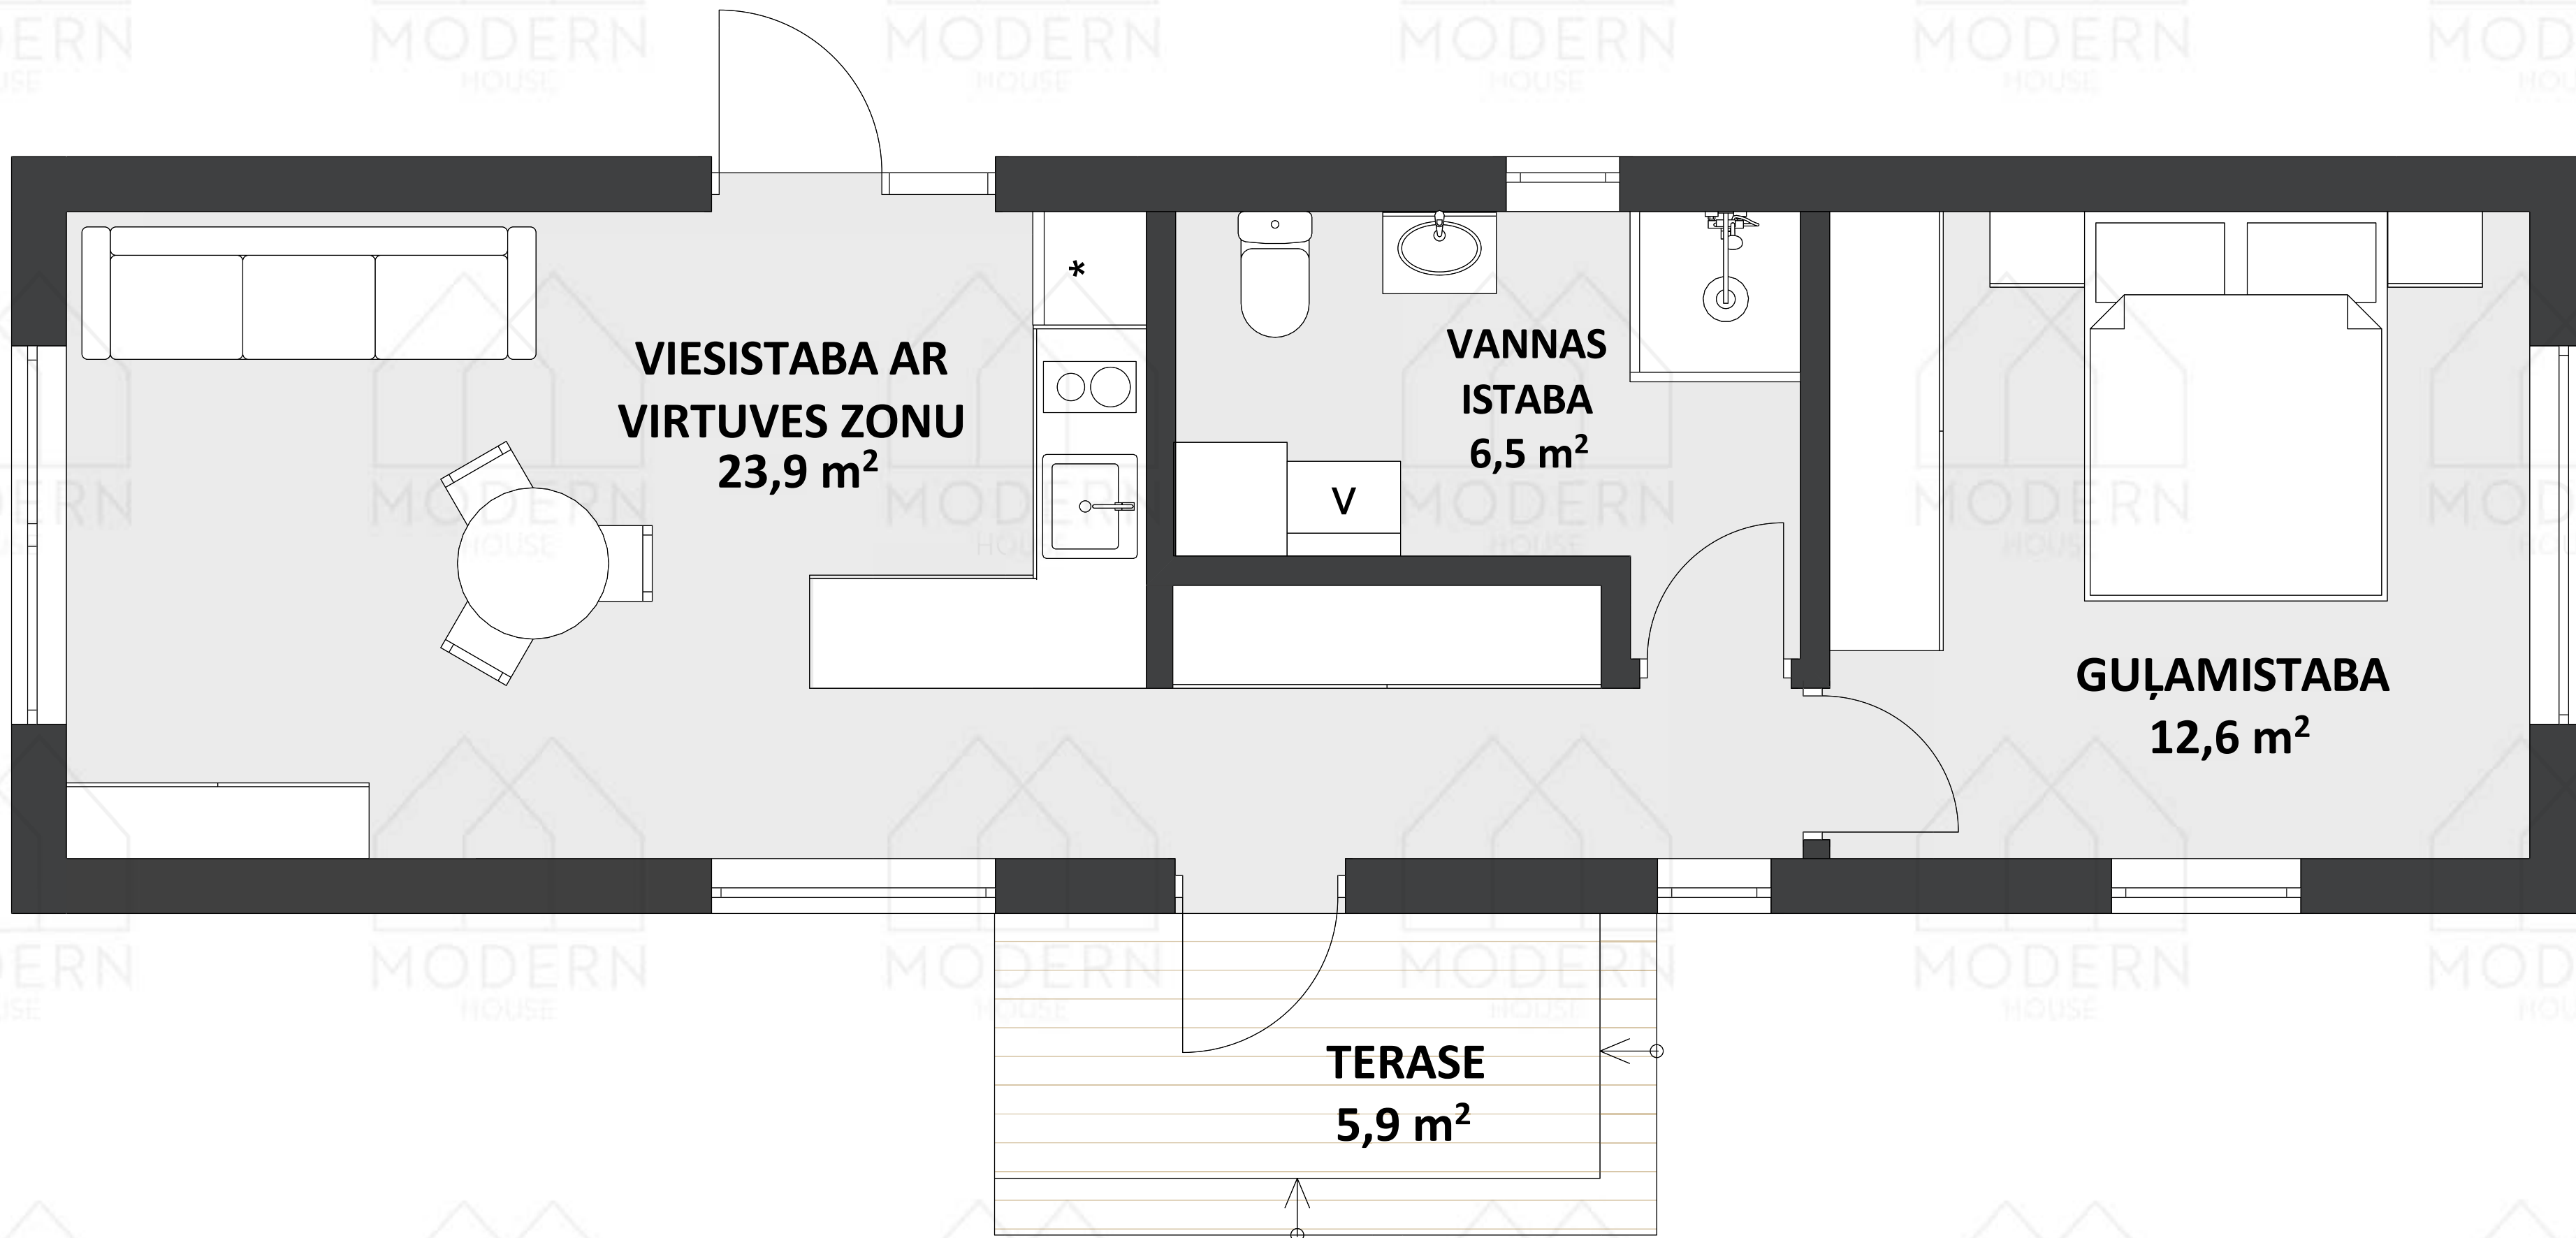 MODERN
HOUSE
VIESISTABA AR
VIRTUVES ZONU
23,9 m²
*
VANNAS
ISTABA
6,5 m²
V
GUĻAMISTABA
12,6 m²
TERASE
5,9 m²